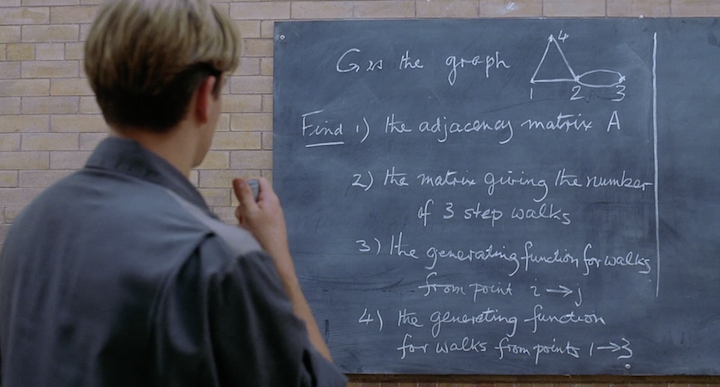 4
G is the graph
1 2 3
Find 1) the adjacency matrix A
2) the matrix giving the number
of 3 step walks
3) the generating function for walks
from point i → j
4) the generating function
for walks from points 1→3